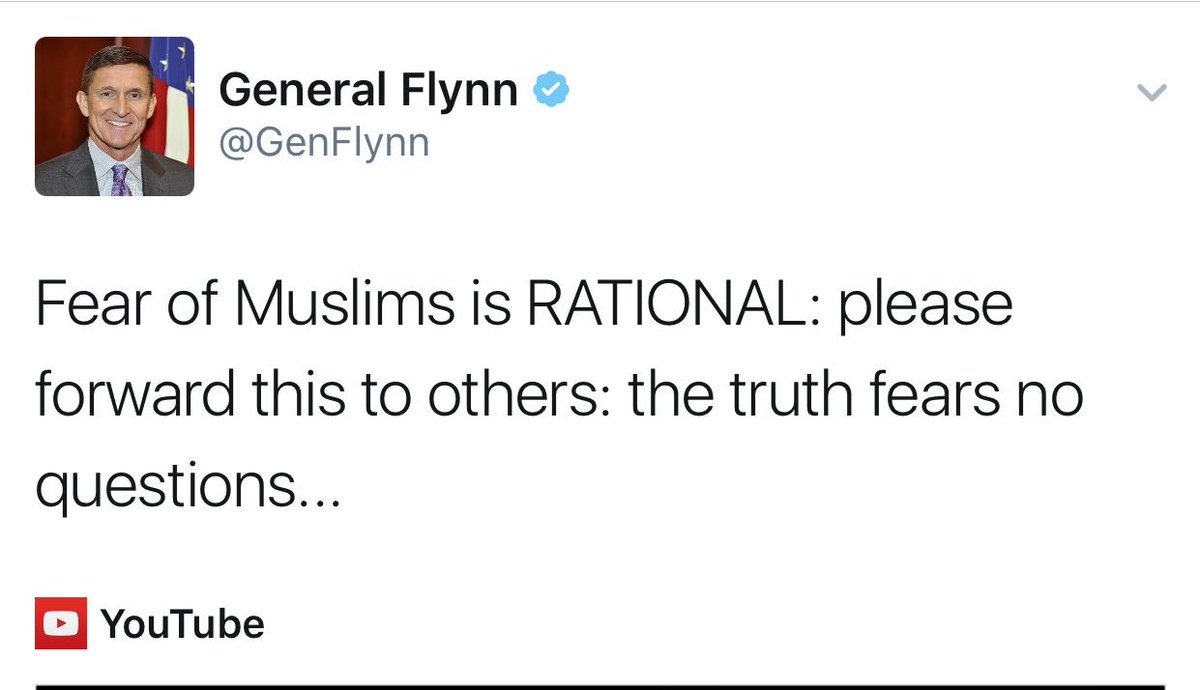 General Flynn
@GenFlynn
Fear of Muslims is RATIONAL: please
forward this to others: the truth fears no
questions...
YouTube